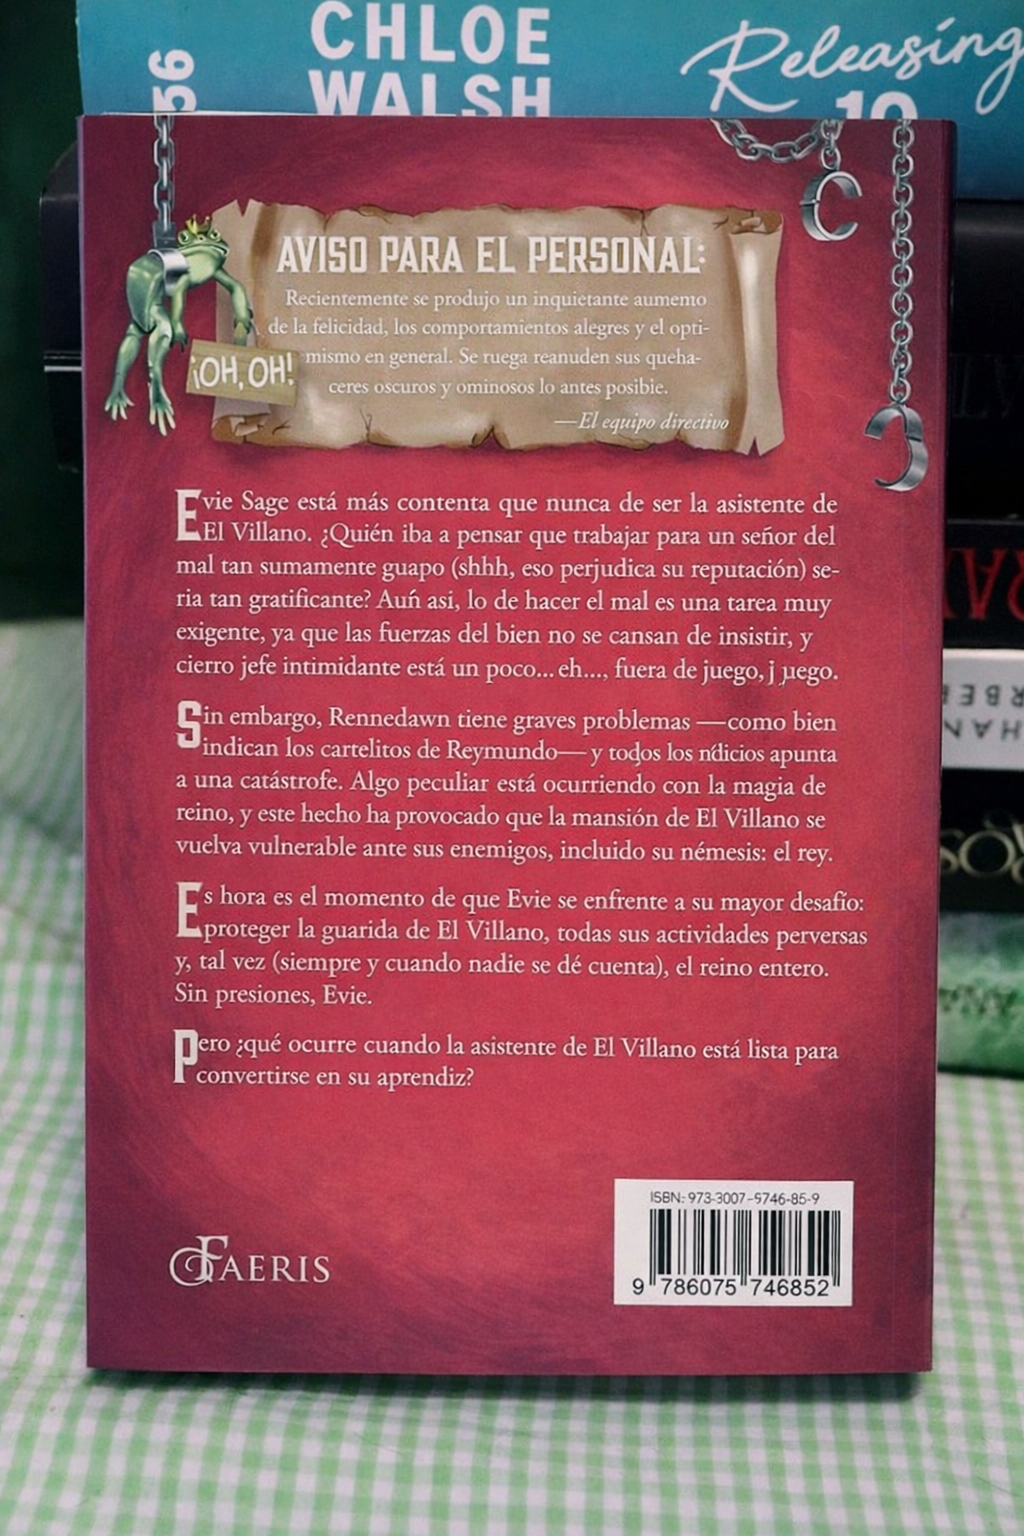 CHLOE
WALSH
56
Releasing
10
AVISO PARA EL PERSONAL:
Recientemente se produjo un inquietante aumento
de la felicidad, los comportamientos alegres y el opti-
mismo en general. Se ruega reanuden sus queha-
ceres oscuros y ominosos lo antes posible.
—El equipo directivo
¡OH, OH!
Evie Sage está más contenta que nunca de ser la asistente de
El Villano. ¿Quién iba a pensar que trabajar para un señor del
mal tan sumamente guapo (shhh, eso perjudica su reputación) se-
ria tan gratificante? Auń asi, lo de hacer el mal es una tarea muy
exigente, ya que las fuerzas del bien no se cansan de insistir, y
cierro jefe intimidante está un poco... eh..., fuera de juego, j uego.
Sin embargo, Rennedawn tiene graves problemas —como bien
indican los cartelitos de Reymundo— y todos los ndicios apunta
a una catástrofe. Algo peculiar está ocurriendo con la magia de
reino, y este hecho ha provocado que la mansión de El Villano se
vuelva vulnerable ante sus enemigos, incluido su némesis: el rey.
Es hora es el momento de que Evie se enfrente a su mayor desafío:
proteger la guarida de El Villano, todas sus actividades perversas
y, tal vez (siempre y cuando nadie se dé cuenta), el reino entero.
Sin presiones, Evie.
Pero ¿qué ocurre cuando la asistente de El Villano está lista para
convertirse en su aprendiz?
FAERIS
ISBN: 973-3007-9746-85-9
9 786075 746852